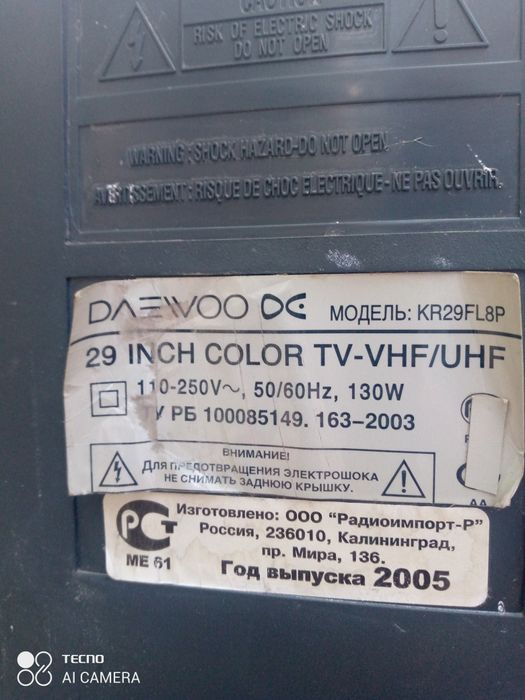 CAUTION
RISK OF ELECTRIC SHOCK
DO NOT OPEN
WARNING : SHOCK HAZARD-DO NOT OPEN.
AVERTISSEMENT : RISQUE DE CHOC ELECTRIQUE-NE PAS OUVRIR.
DAEWOO МОДЕЛЬ: KR29FL8P
29 INCH COLOR TV-VHF/UHF
110-250V~, 50/60Hz, 130W
ТУ РБ 100085149. 163-2003
ВНИМАНИЕ!
ДЛЯ ПРЕДОТВРАЩЕНИЯ ЭЛЕКТРОШОКА
НЕ СНИМАТЬ ЗАДНЮЮ КРЫШКУ.
АА
РСТ
МЕ 61
Изготовлено: ООО "Радиоимпорт-Р"
Россия, 236010, Калининград,
пр. Мира, 136.
Год выпуска 2005
TECNO
AI CAMERA